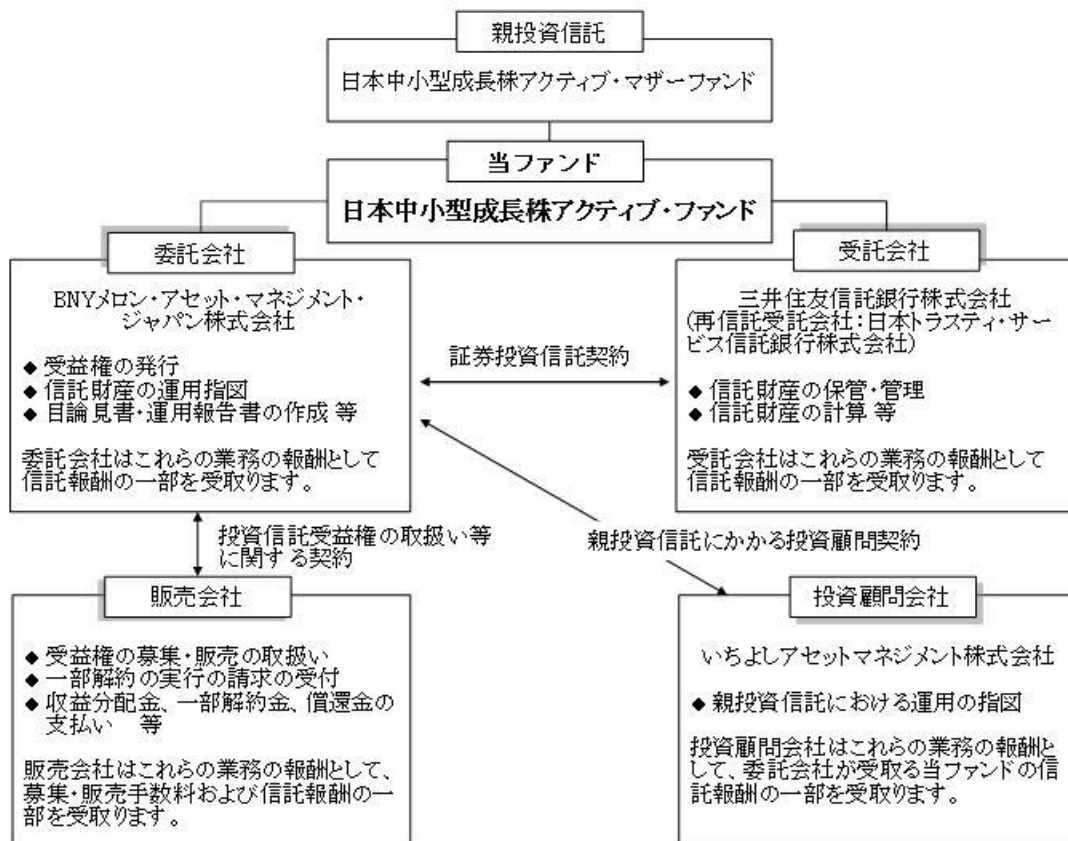 親投資信託
日本中小型成長株アクティブ・マザーファンド
当ファンド
日本中小型成長株アクティブ・ファンド
委託会社
BNYメロン・アセット・マネジメント・
ジャパン株式会社
◆ 受益権の発行
◆ 信託財産の運用指図
◆ 目論見書・運用報告書の作成 等
委託会社はこれらの業務の報酬として
信託報酬の一部を受取ります。
証券投資信託契約
受託会社
三井住友信託銀行株式会社
(再信託受託会社:日本トラスティ・サー
ビス信託銀行株式会社)
◆ 信託財産の保管・管理
◆ 信託財産の計算 等
受託会社はこれらの業務の報酬として
信託報酬の一部を受取ります。
投資信託受益権の取扱い等
に関する契約
親投資信託にかかる投資顧問契約
販売会社
◆ 受益権の募集・販売の取扱い
◆ 一部解約の実行の請求の受付
◆ 収益分配金、一部解約金、償還金の
支払い 等
販売会社はこれらの業務の報酬として、
募集・販売手数料および信託報酬の一
部を受取ります。
投資顧問会社
いちよしアセットマネジメント株式会社
◆ 親投資信託における運用の指図
投資顧問会社はこれらの業務の報酬と
して、委託会社が受取る当ファンドの信
託報酬の一部を受取ります。